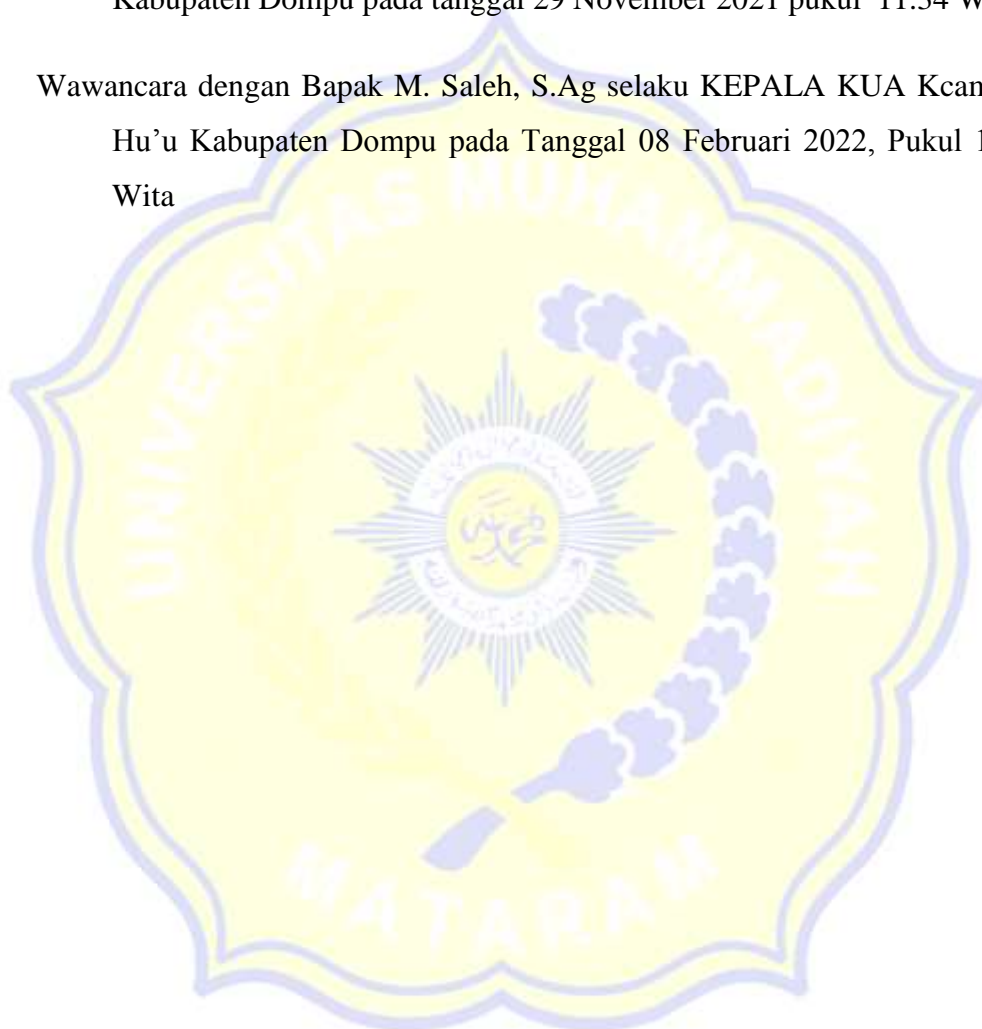 Kabupaten Dompu pada tanggal 29 November 2021 pukul 11.34 W
Wawancara dengan Bapak M. Saleh, S.Ag selaku KEPALA KUA Kcam
Hu’u Kabupaten Dompu pada Tanggal 08 Februari 2022, Pukul 1
Wita
UNIVERSITAS MUHAMMADIYAH
MATARAM